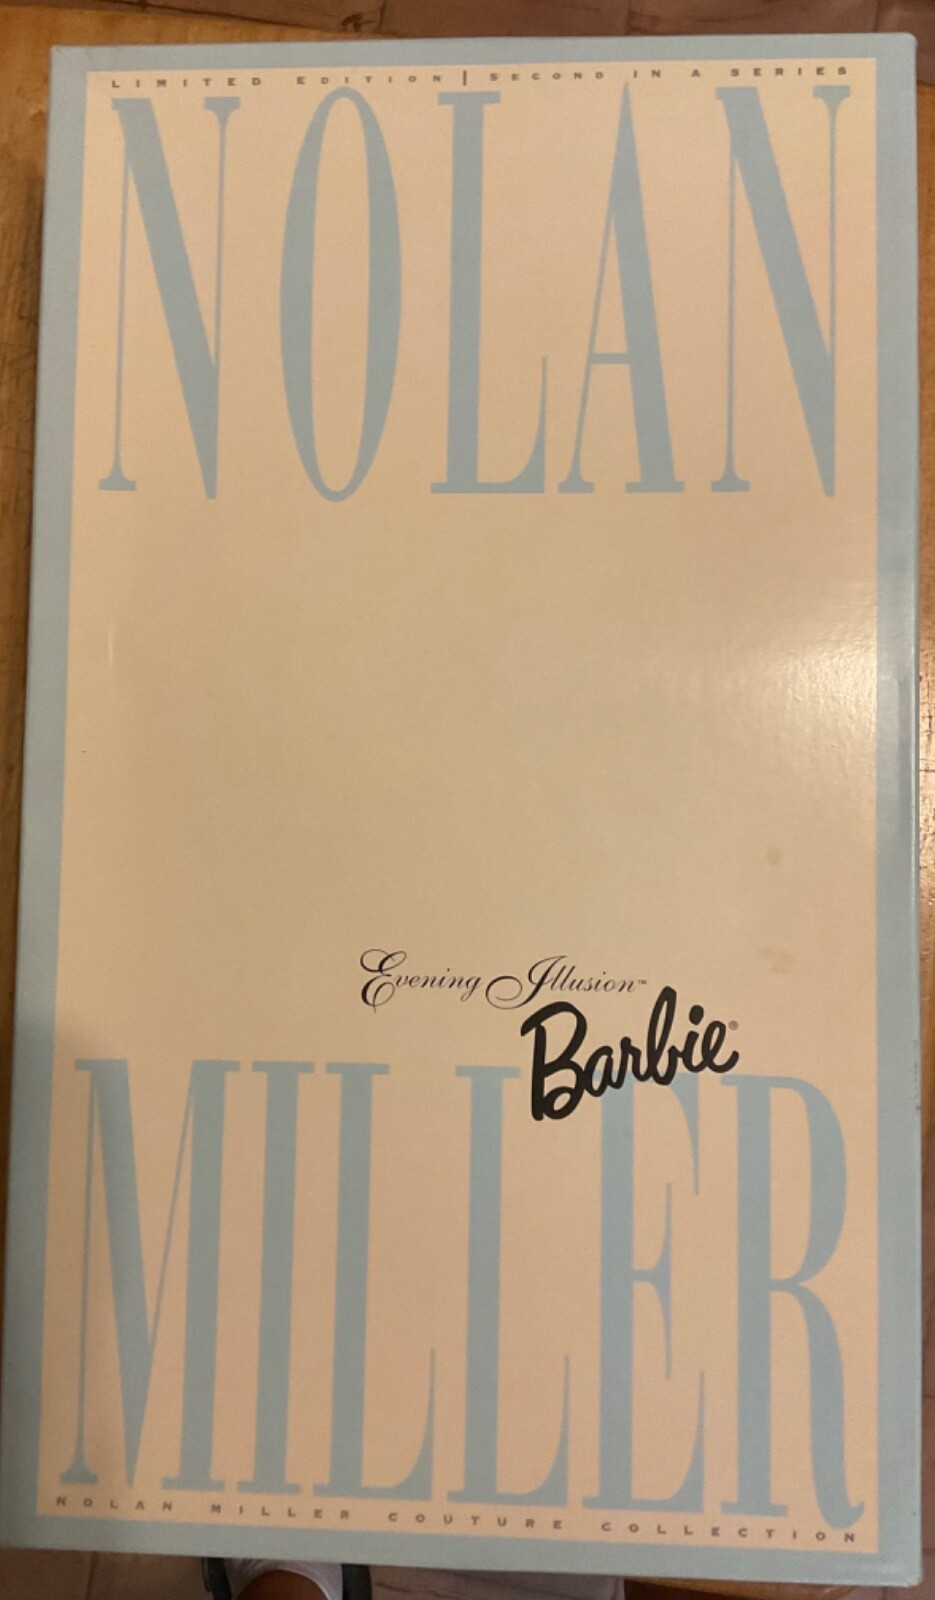 LIMITED EDITION | SECOND IN A SERIES
NOLAN
Evening Illusion™
Barbie®
MILLER
NOLAN MILLER COUTURE COLLECTION